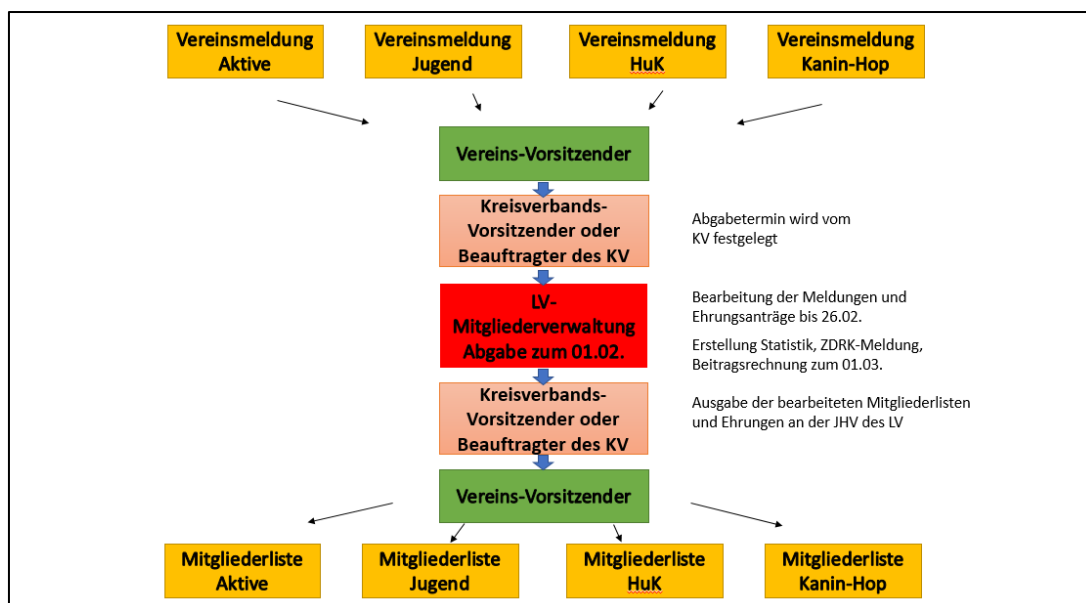 Vereinsmeldung
Aktive
Vereinsmeldung
Jugend
Vereinsmeldung
HuK
Vereinsmeldung
Kanin-Hop
Vereins-Vorsitzender
Kreisverbands-
Vorsitzender oder
Beauftragter des KV
Abgabetermin wird vom
KV festgelegt
LV-
Mitgliederverwaltung
Abgabe zum 01.02.
Bearbeitung der Meldungen und
Ehrungsanträge bis 26.02.
Erstellung Statistik, ZDRK-Meldung,
Beitragsrechnung zum 01.03.
Kreisverbands-
Vorsitzender oder
Beauftragter des KV
Ausgabe der bearbeiteten Mitgliederlisten
und Ehrungen an der JHV des LV
Vereins-Vorsitzender
Mitgliederliste
Aktive
Mitgliederliste
Jugend
Mitgliederliste
HuK
Mitgliederliste
Kanin-Hop